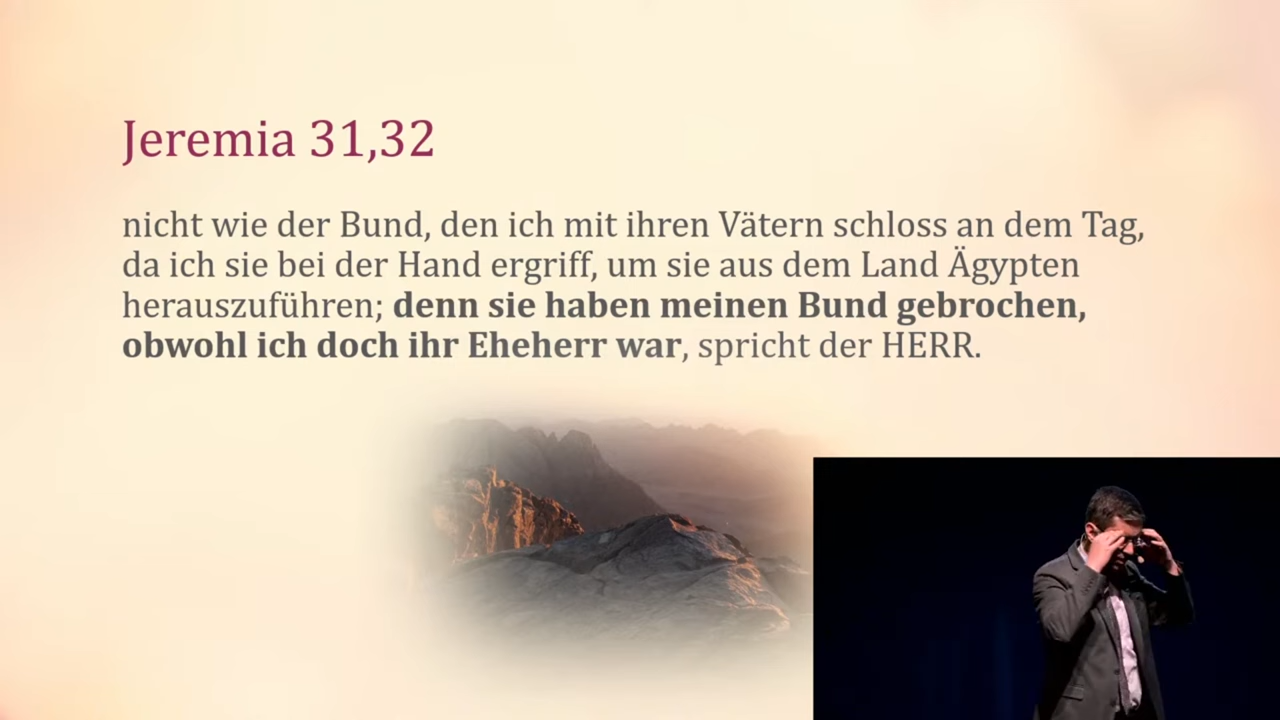 Jeremia 31,32
nicht wie der Bund, den ich mit ihren Vätern schloss an dem Tag,
da ich sie bei der Hand ergriff, um sie aus dem Land Ägypten
herauszuführen; denn sie haben meinen Bund gebrochen,
obwohl ich doch ihr Eheherr war, spricht der HERR.